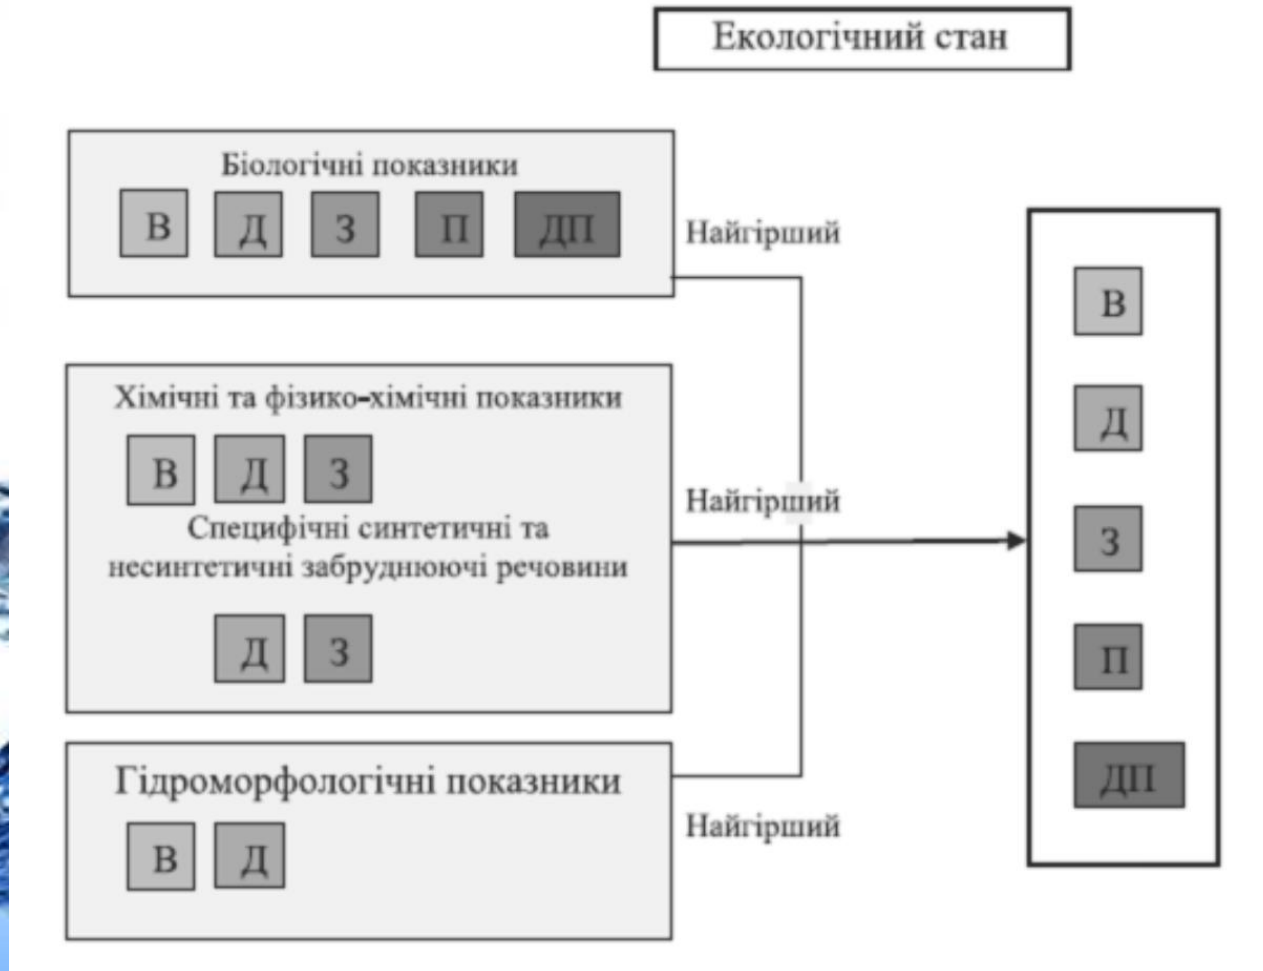 Екологічний стан
Біологічні показники
В Д З П ДП
Найгірший
Хімічні та фізико-хімічні показники
В Д З
Специфічні синтетичні та
несинтетичні забруднюючі речовини
Д З
Найгірший
Гідроморфологічні показники
В Д
Найгірший
В
Д
З
П
ДП